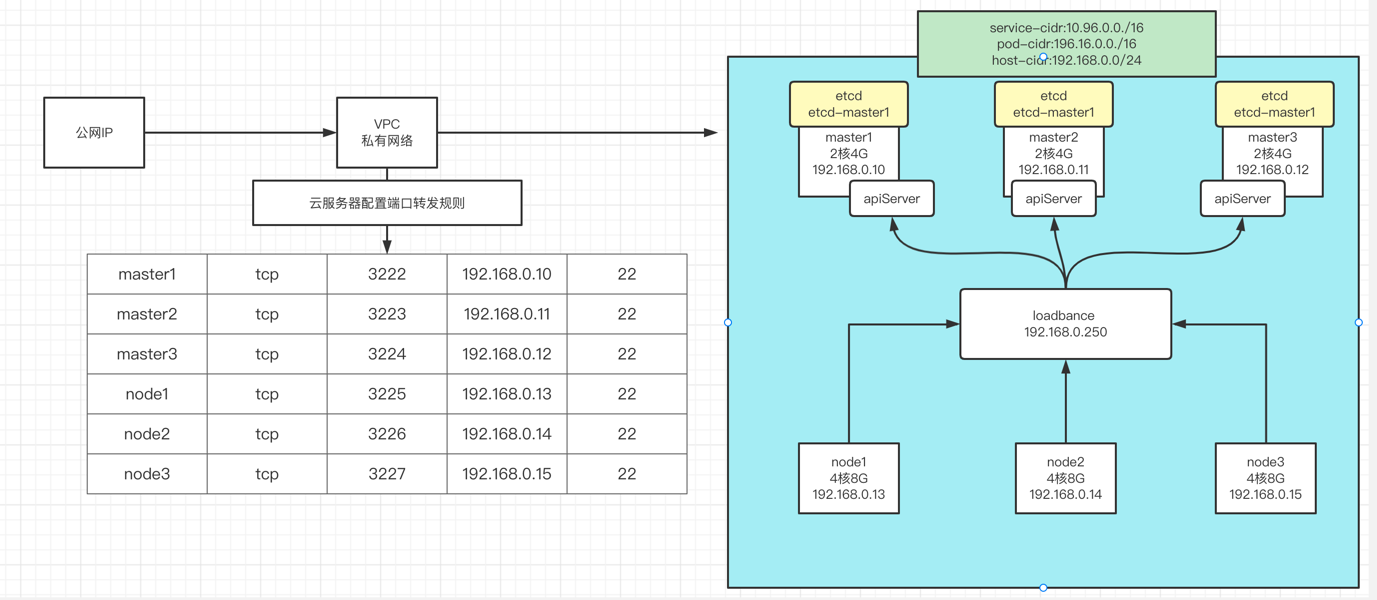 公网IP
VPC
私有网络
云服务器配置端口转发规则
master1 tcp 3222 192.168.0.10 22
master2 tcp 3223 192.168.0.11 22
master3 tcp 3224 192.168.0.12 22
node1 tcp 3225 192.168.0.13 22
node2 tcp 3226 192.168.0.14 22
node3 tcp 3227 192.168.0.15 22
service-cidr:10.96.0.0./16
pod-cidr:196.16.0.0./16
host-cidr:192.168.0.0/24
etcd
etcd-master1
master1
2核4G
192.168.0.10
apiServer
etcd
etcd-master1
master2
2核4G
192.168.0.11
apiServer
etcd
etcd-master1
master3
2核4G
192.168.0.12
apiServer
loadbance
192.168.0.250
node1
4核8G
192.168.0.13
node2
4核8G
192.168.0.14
node3
4核8G
192.168.0.15